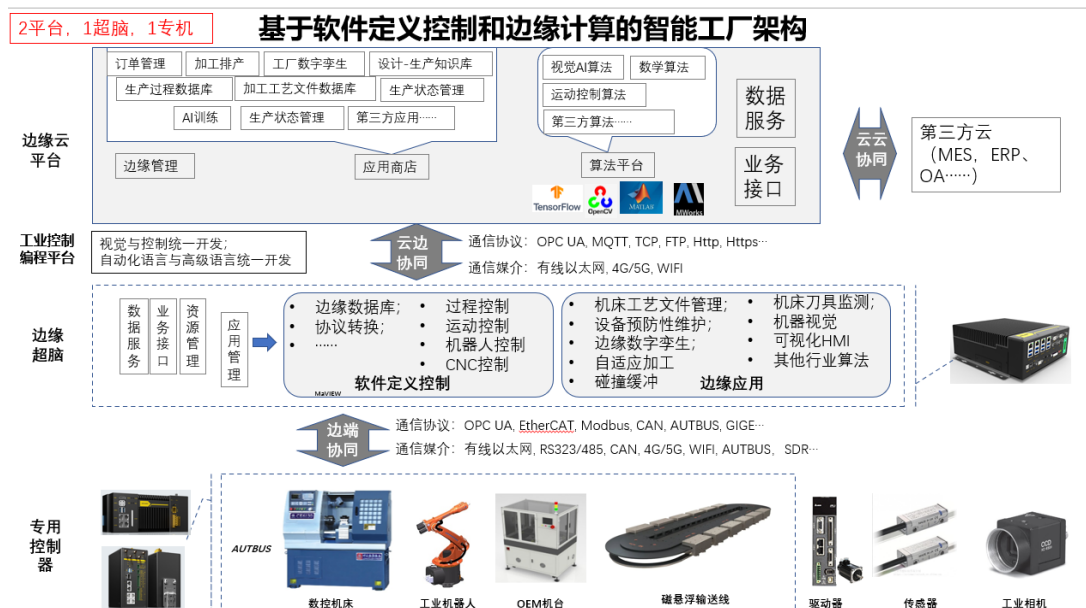 2平台，1超脑，1专机
基于软件定义控制和边缘计算的智能工厂架构
订单管理
加工排产
工厂数字孪生
设计-生产知识库
生产过程数据库
加工工艺文件数据库
生产状态管理
AI训练
生产状态管理
第三方应用……
视觉AI算法
数学算法
运动控制算法
第三方算法……
数据
服务
边缘云
平台
边缘管理
应用商店
算法平台
业务
接口
TensorFlow
OpenCV
MATLAB
MWorks
云云
协同
第三方云
（MES，ERP、
OA……）
工业控制
编程平台
视觉与控制统一开发；
自动化语言与高级语言统一开发
云边
协同
通信协议：OPC UA, MQTT, TCP, FTP, Http, Https…
通信媒介：有线以太网, 4G/5G, WIFI
边缘
超脑
数据服务
业务接口
资源管理
应用管理
• 边缘数据库；
• 协议转换；
• ……
• 过程控制
• 运动控制
• 机器人控制
• CNC控制
软件定义控制
MaVIEW
• 机床工艺文件管理；
• 设备预防性维护；
• 边缘数字孪生；
• 自适应加工
• 碰撞缓冲
• 机床刀具监测；
• 机器视觉
• 可视化HMI
• 其他行业算法
边缘应用
边端
协同
通信协议：OPC UA, EtherCAT, Modbus, CAN, AUTBUS, GIGE…
通信媒介：有线以太网, RS323/485, CAN, 4G/5G, WIFI, AUTBUS，SDR…
专用
控制
器
AUTBUS
数控机床
工业机器人
OEM机台
磁悬浮输送线
驱动器
传感器
工业相机
CCD